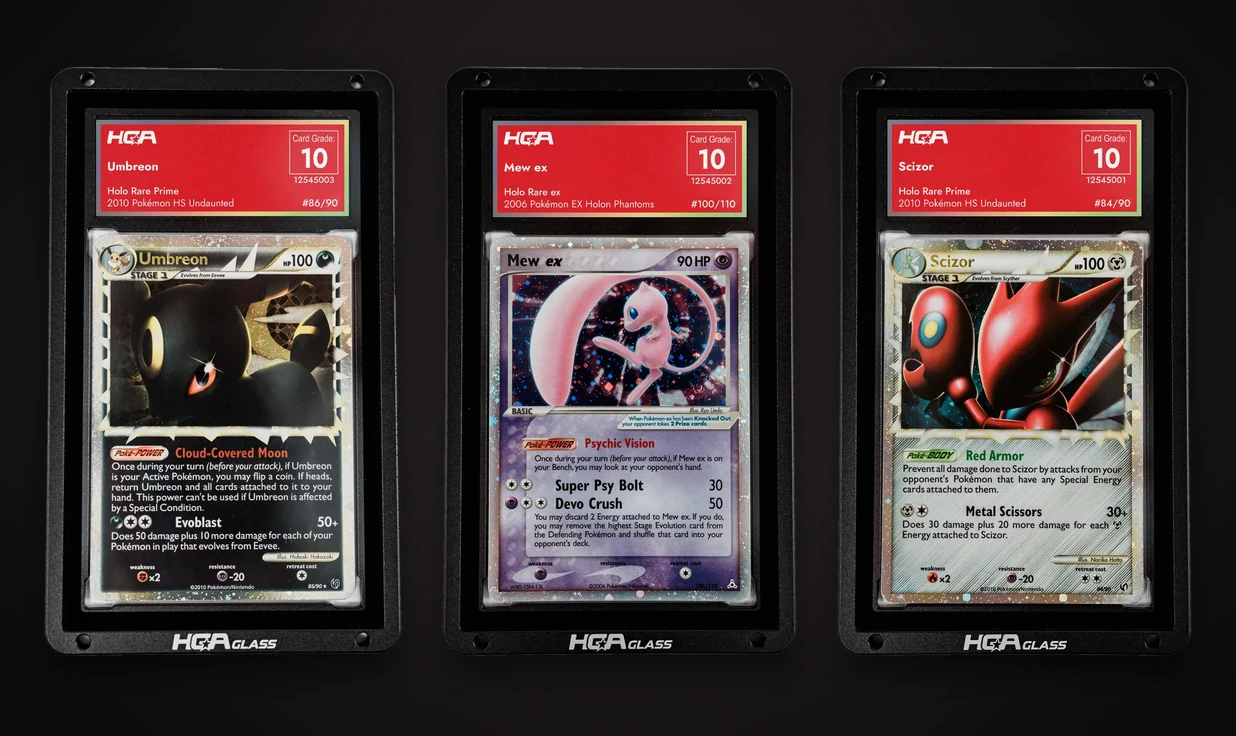 HGA
Card Grade:
10
Umbreon
12545003
Holo Rare Prime
2010 Pokémon HS Undaunted
#86/90
Umbreon
HP100
STAGE 1
Evolves from Eevee
Poké-POWER Cloud-Covered Moon
Once during your turn (before your attack), if Umbreon
is your Active Pokémon, you may flip a coin. If heads,
return Umbreon and all cards attached to it to your
hand. This power can't be used if Umbreon is affected
by a Special Condition.
Evoblast 50+
Does 50 damage plus 10 more damage for each of your
Pokémon in play that evolves from Eevee.
weakness
×2
resistance
-20
retreat cost
©2010 Pokémon/Nintendo
86/90
HGA GLASS
HGA
Card Grade:
10
Mew ex
12545002
Holo Rare ex
2006 Pokémon EX Holon Phantoms
#100/110
Mew ex
90 HP
BASIC
Illus. Ryo Ueda
When Pokémon-ex has been Knocked Out,
your opponent takes 2 Prize cards.
Poké-POWER Psychic Vision
Once during your turn (before your attack), if Mew ex is on
your Bench, you may look at your opponent's hand.
Super Psy Bolt 30
Devo Crush 50
You may discard 2 Energy attached to Mew ex. If you do,
you may remove the highest Stage Evolution card from
the Defending Pokémon and shuffle that card into your
opponent's deck.
weakness
resistance
retreat cost
©2006 Pokémon/Nintendo
HGA GLASS
HGA
Card Grade:
10
Scizor
12545001
Holo Rare Prime
2010 Pokémon HS Undaunted
#84/90
Scizor
HP100
STAGE 1
Evolves from Scyther
Poké-BODY Red Armor
Prevent all damage done to Scizor by attacks from your
opponent's Pokémon that have any Special Energy
cards attached to them.
Metal Scissors 30+
Does 30 damage plus 20 more damage for each
Energy attached to Scizor.
weakness
×2
resistance
-20
retreat cost
©2010 Pokémon/Nintendo
HGA GLASS